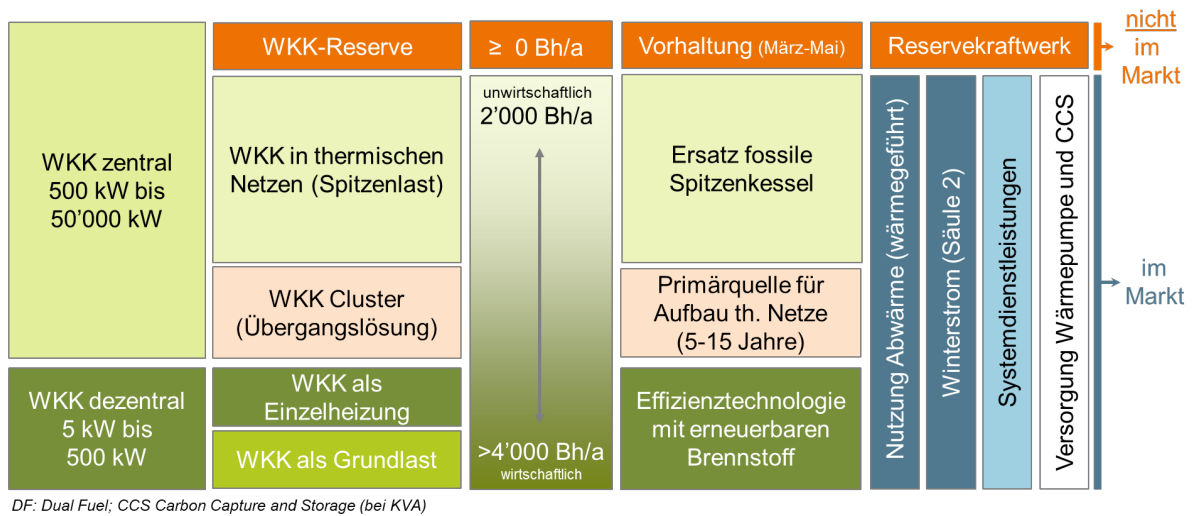 WKK zentral
500 kW bis
50’000 kW
WKK dezentral
5 kW bis
500 kW
WKK-Reserve
WKK in thermischen
Netzen (Spitzenlast)
WKK Cluster
(Übergangslösung)
WKK als
Einzelheizung
WKK als Grundlast
≥ 0 Bh/a
unwirtschaftlich
2’000 Bh/a
>4’000 Bh/a
wirtschaftlich
Vorhaltung (März-Mai)
Ersatz fossile
Spitzenkessel
Primärquelle für
Aufbau th. Netze
(5-15 Jahre)
Effizienztechnologie
mit erneuerbaren
Brennstoff
Reservekraftwerk
Nutzung Abwärme (wärmegeführt)
Winterstrom (Säule 2)
Systemdienstleistungen
Versorgung Wärmepumpe und CCS
nicht
im
Markt
im
Markt
DF: Dual Fuel; CCS Carbon Capture and Storage (bei KVA)